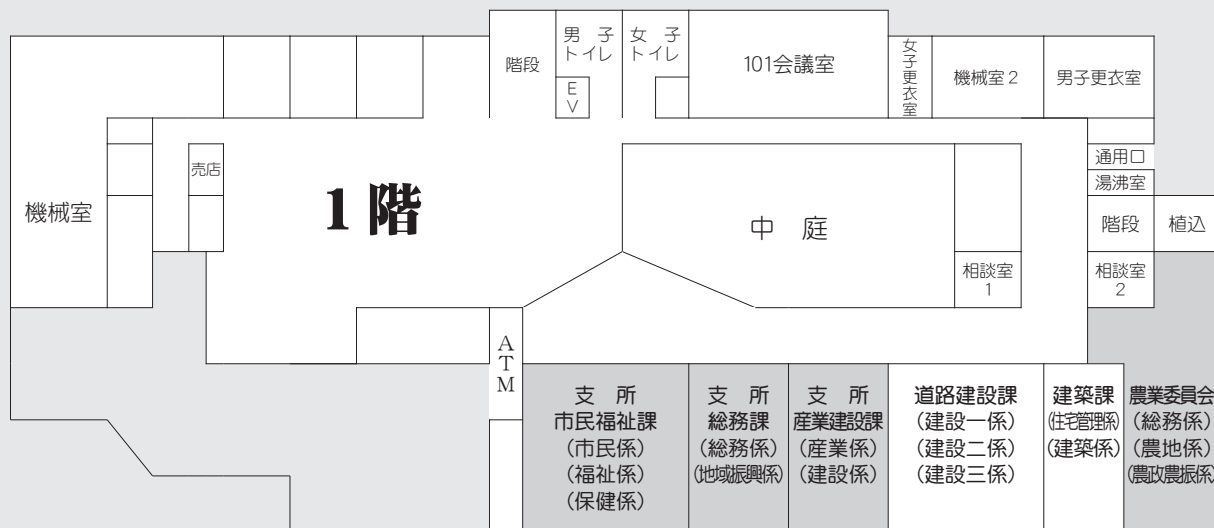 階段
男　子
トイレ
E
V
女　子
トイレ
101会議室
女子更衣室
機械室2
男子更衣室
機械室
売店
1階
中　庭
相談室
1
通用口
湯沸室
階段
植込
相談室
2
ATM
支　所
市民福祉課
(市民係)
(福祉係)
(保健係)
支　所
総務課
(総務係)
(地域振興係)
支　所
産業建設課
(産業係)
(建設係)
道路建設課
(建設一係)
(建設二係)
(建設三係)
建築課
(住宅管理係)
(建築係)
農業委員会
(総務係)
(農地係)
(農政農振係)